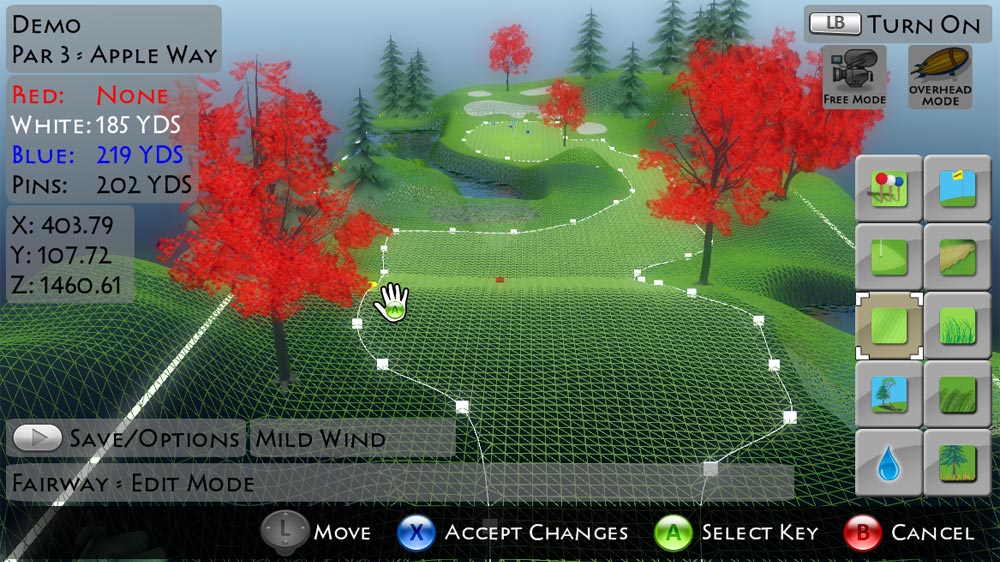 Demo
Par 3 : Apple Way
Red: None
White: 185 YDS
Blue: 219 YDS
Pins: 202 YDS
X: 403.79
Y: 107.72
Z: 1460.61
LB Turn On
Free Mode
Overhead
Mode
A
Save/Options
Mild Wind
Fairway : Edit Mode
L Move
X Accept Changes
A Select Key
B Cancel